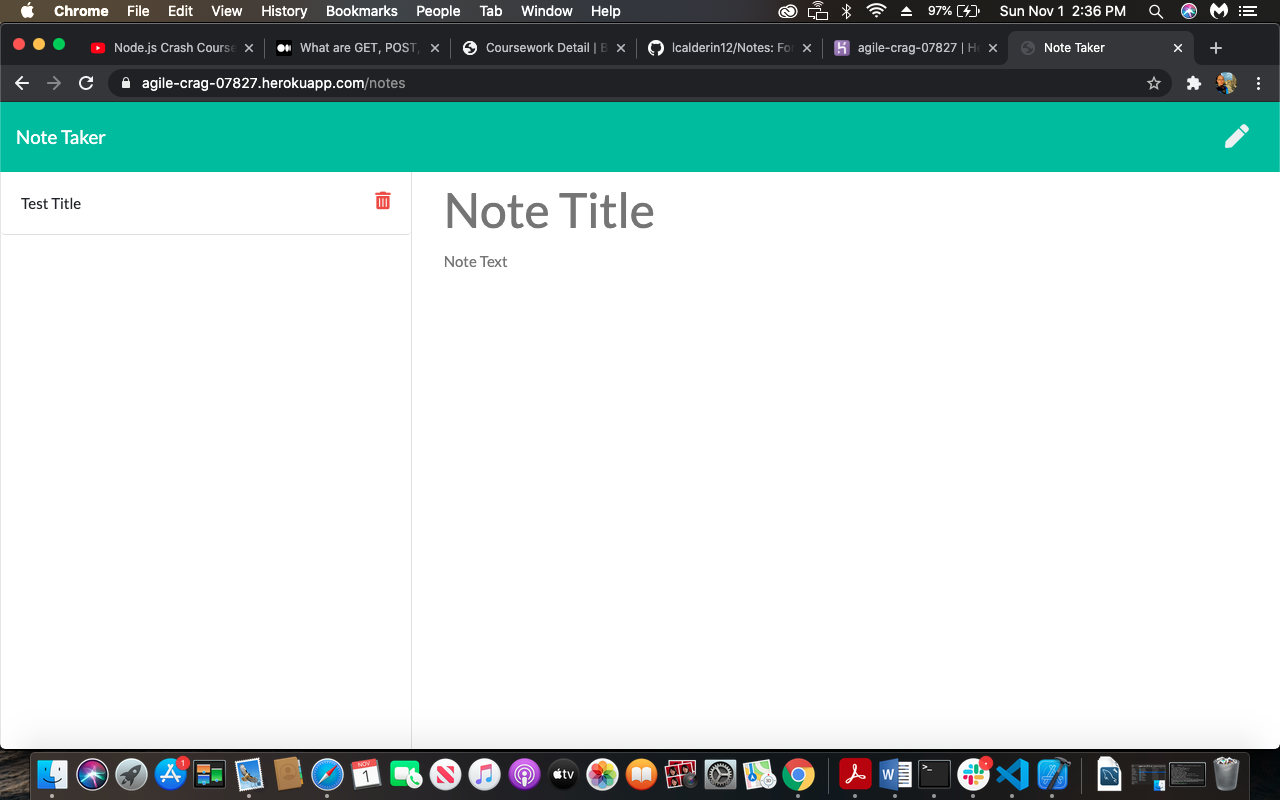 Chrome File Edit View History Bookmarks People Tab Window Help 97% Sun Nov 1 2:36 PM
Node.js Crash Course What are GET, POST, Coursework Detail | B lcalderin12/Notes: For agile-crag-07827 | He Note Taker
agile-crag-07827.herokuapp.com/notes
Note Taker
Test Title
Note Title
Note Text
1
NOV
1
tv